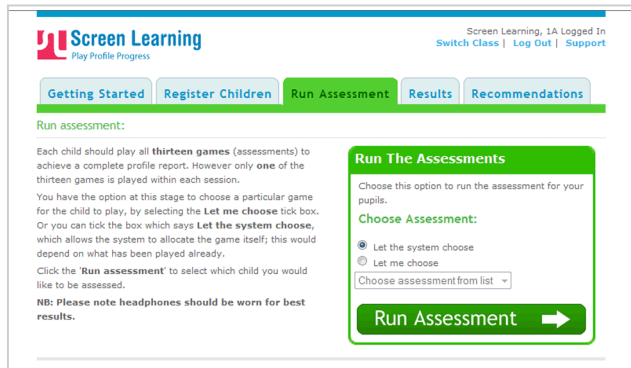 Screen Learning
Play Profile Progress
Screen Learning, 1A Logged In
Switch Class | Log Out | Support
Getting Started Register Children Run Assessment Results Recommendations
Run assessment:
Each child should play all thirteen games (assessments) to
achieve a complete profile report. However only one of the
thirteen games is played within each session.
You have the option at this stage to choose a particular game
for the child to play, by selecting the Let me choose tick box.
Or you can tick the box which says Let the system choose,
which allows the system to allocate the game itself; this would
depend on what has been played already.
Click the 'Run assessment' to select which child you would
like to be assessed.
NB: Please note headphones should be worn for best
results.
Run The Assessments
Choose this option to run the assessment for your
pupils.
Choose Assessment:
Let the system choose
Let me choose
Choose assessment from list
Run Assessment